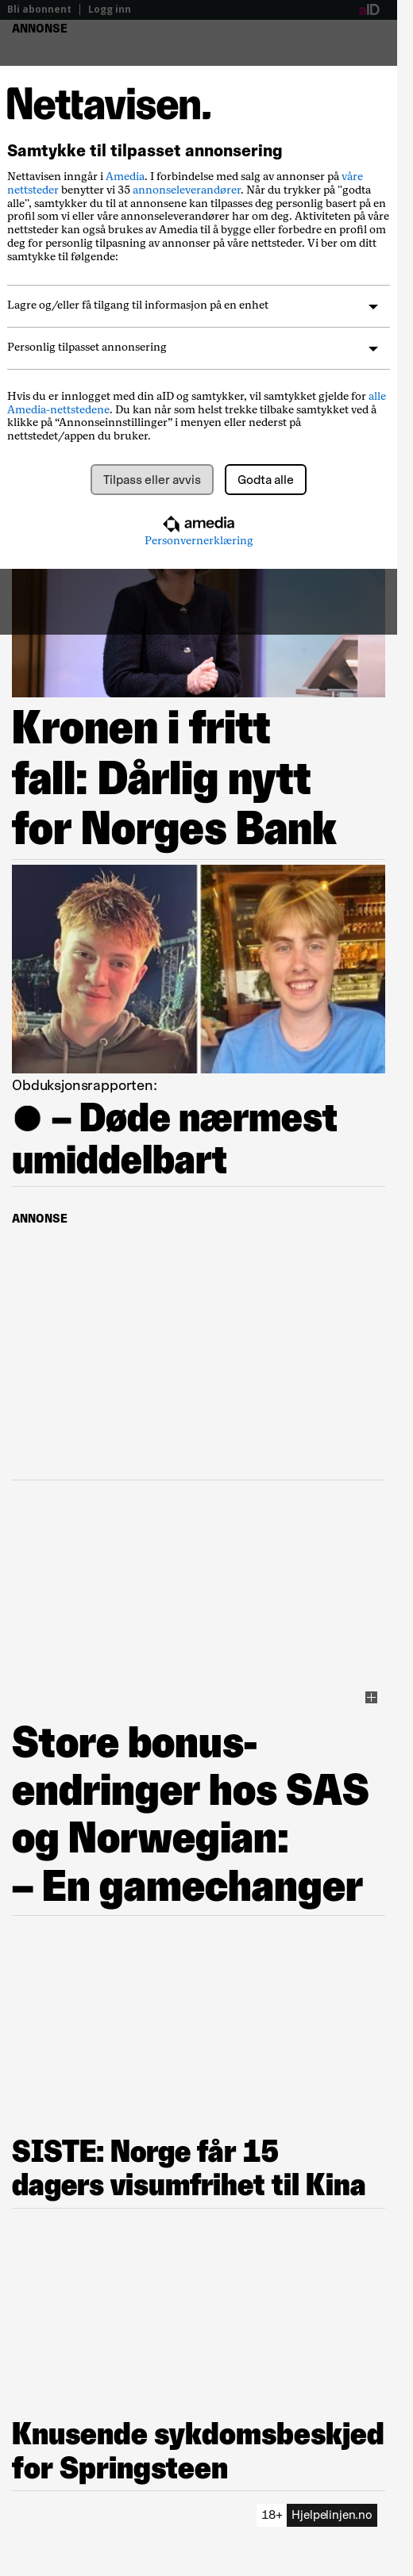 Bli abonnent | Logg inn aID
ANNONSE
Nettavisen.
Samtykke til tilpasset annonsering
Nettavisen inngår i Amedia. I forbindelse med salg av annonser på våre
nettsteder benytter vi 35 annonseleverandører. Når du trykker på "godta
alle", samtykker du til at annonsene kan tilpasses deg personlig basert på en
profil som vi eller våre annonseleverandører har om deg. Aktiviteten på våre
nettsteder kan også brukes av Amedia til å bygge eller forbedre en profil om
deg for personlig tilpasning av annonser på våre nettsteder. Vi ber om ditt
samtykke til følgende:
Lagre og/eller få tilgang til informasjon på en enhet
Personlig tilpasset annonsering
Hvis du er innlogget med din aID og samtykker, vil samtykket gjelde for alle
Amedia-nettstedene. Du kan når som helst trekke tilbake samtykket ved å
klikke på “Annonseinnstillinger” i menyen eller nederst på
nettstedet/appen du bruker.
Tilpass eller avvis Godta alle
amedia
Personvernerklæring
Kronen i fritt
fall: Dårlig nytt
for Norges Bank
Obduksjonsrapporten:
● – Døde nærmest
umiddelbart
ANNONSE
Store bonus-
endringer hos SAS
og Norwegian:
– En gamechanger
SISTE: Norge får 15
dagers visumfrihet til Kina
Knusende sykdomsbeskjed
for Springsteen
18+ Hjelpelinjen.no